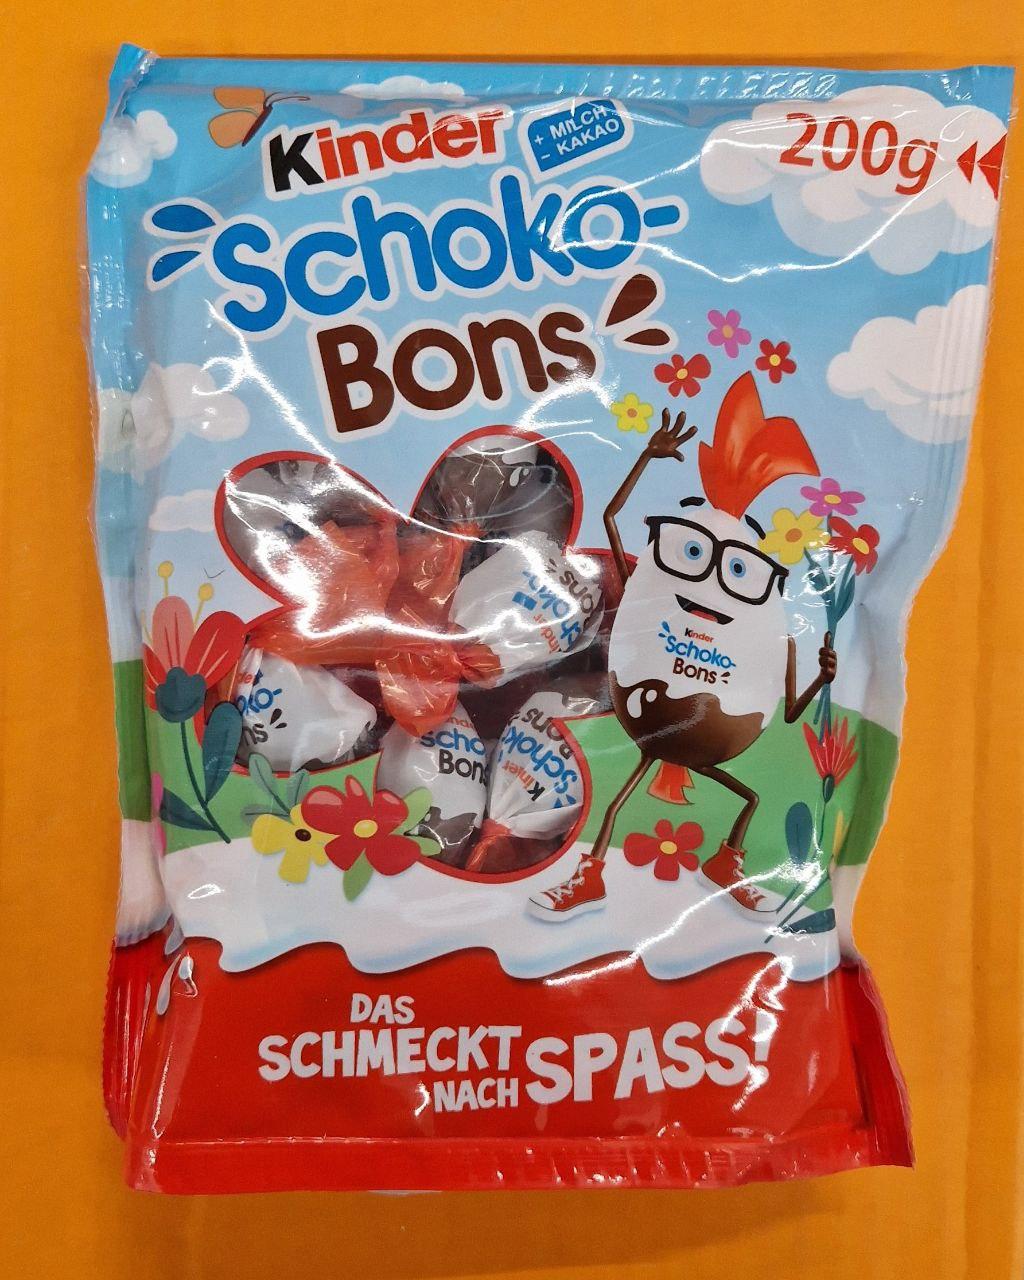 Kinder
+ MILCH
- KAKAO
200g
Schoko-
Bons
Kinder
Schoko-
Bons
DAS
SCHMECKT
NACH SPASS!